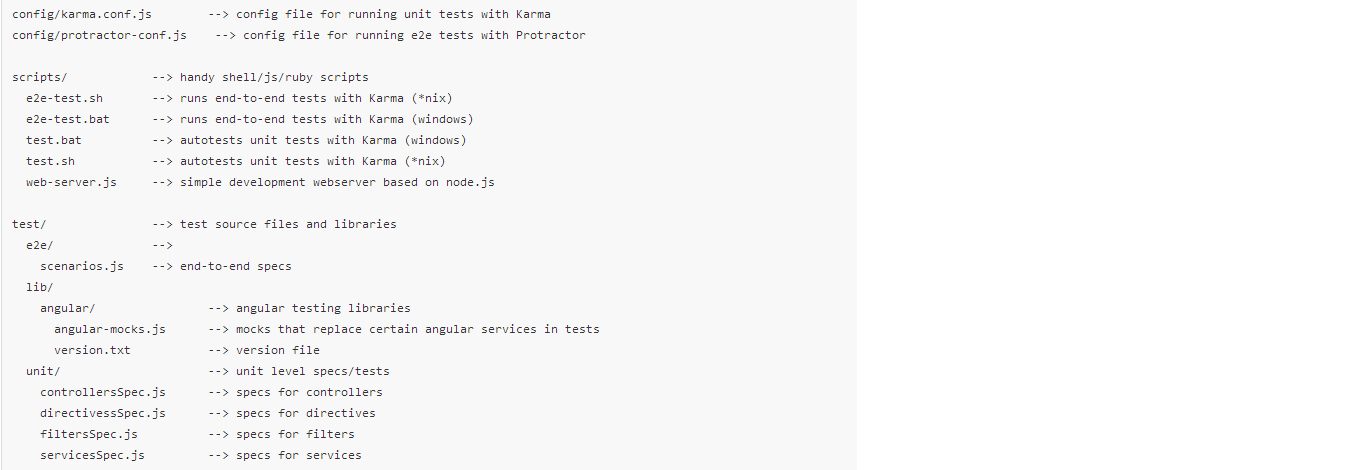 config/karma.conf.js        --> config file for running unit tests with Karma
config/protractor-conf.js    --> config file for running e2e tests with Protractor

scripts/            --> handy shell/js/ruby scripts
  e2e-test.sh       --> runs end-to-end tests with Karma (*nix)
  e2e-test.bat      --> runs end-to-end tests with Karma (windows)
  test.bat          --> autotests unit tests with Karma (windows)
  test.sh           --> autotests unit tests with Karma (*nix)
  web-server.js     --> simple development webserver based on node.js

test/               --> test source files and libraries
  e2e/              -->
    scenarios.js    --> end-to-end specs
  lib/
    angular/                --> angular testing libraries
      angular-mocks.js      --> mocks that replace certain angular services in tests
      version.txt           --> version file
  unit/                     --> unit level specs/tests
    controllersSpec.js      --> specs for controllers
    directivessSpec.js      --> specs for directives
    filtersSpec.js          --> specs for filters
    servicesSpec.js         --> specs for services